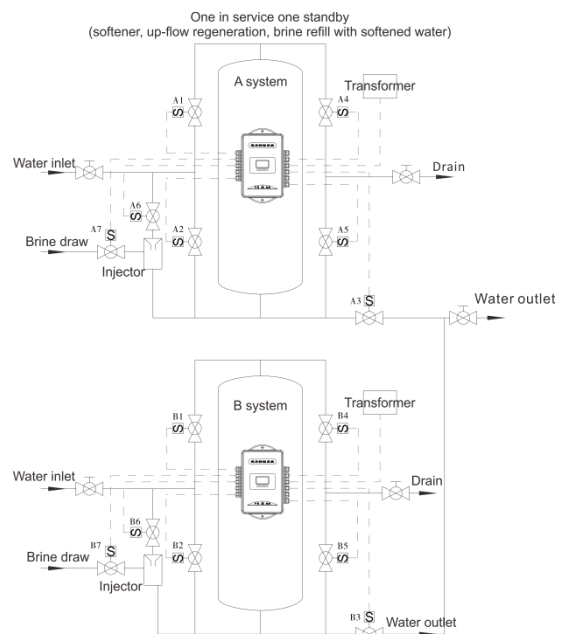 One in service one standby
(softener, up-flow regeneration, brine refill with softened water)
A system
Transformer
A1
A4
Water inlet
Drain
A6
A7
A2
A5
Brine draw
Injector
A3
Water outlet
B system
Transformer
B1
B4
Water inlet
Drain
B6
B7
B2
B5
Brine draw
Injector
B3
Water outlet
S
S
S
S
S
S
S
S
S
S
S
S
S
S